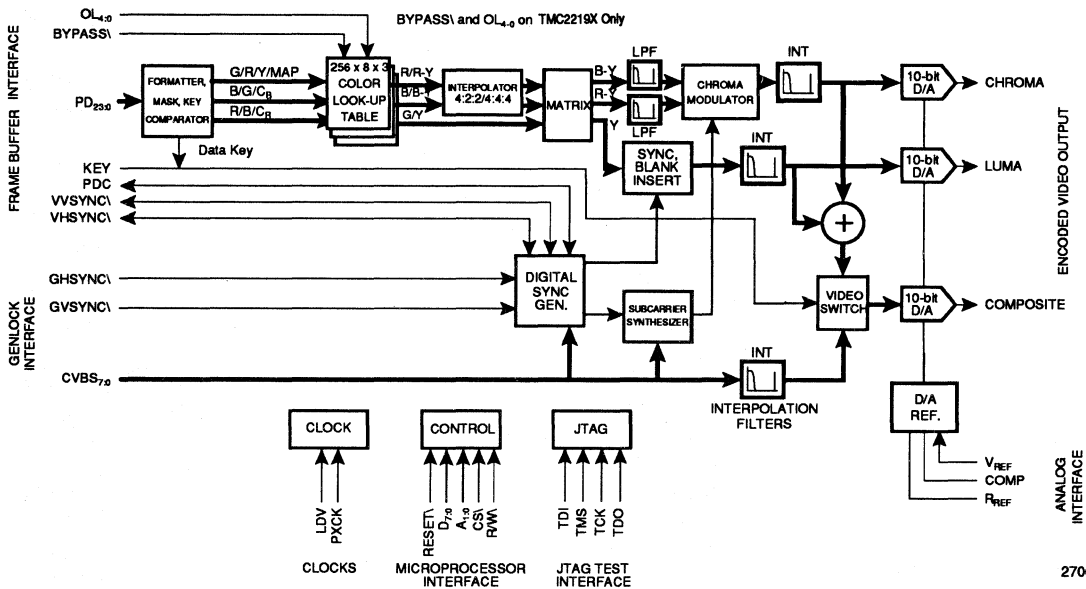 OL4:0
BYPASS\
BYPASS\ and OL4-0 on TMC2219X Only
FRAME BUFFER INTERFACE
PD23:0
FORMATTER,
MASK, KEY
COMPARATOR
G/R/Y/MAP
B/G/CB
R/B/CR
Data Key
256 x 8 x 3
COLOR
LOOK-UP
TABLE
R/R-Y
B/B-Y
G/Y
INTERPOLATOR
4:2:2/4:4:4
MATRIX
B-Y
R-Y
Y
LPF
LPF
CHROMA
MODULATOR
INT
10-bit
D/A
CHROMA
KEY
PDC
VVSYNC\
VHSYNC\
SYNC,
BLANK
INSERT
INT
10-bit
D/A
LUMA
+
ENCODED VIDEO OUTPUT
GENLOCK
INTERFACE
GHSYNC\
GVSYNC\
CVBS7:0
DIGITAL
SYNC
GEN.
SUBCARRIER
SYNTHESIZER
VIDEO
SWITCH
10-bit
D/A
COMPOSITE
INT
INTERPOLATION
FILTERS
D/A
REF.
VREF
COMP
RREF
ANALOG
INTERFACE
CLOCK
LDV
PXCK
CLOCKS
CONTROL
RESET\
D7:0
A1:0
CS\
R/W\
MICROPROCESSOR
INTERFACE
JTAG
TDI
TMS
TCK
TDO
JTAG TEST
INTERFACE
270